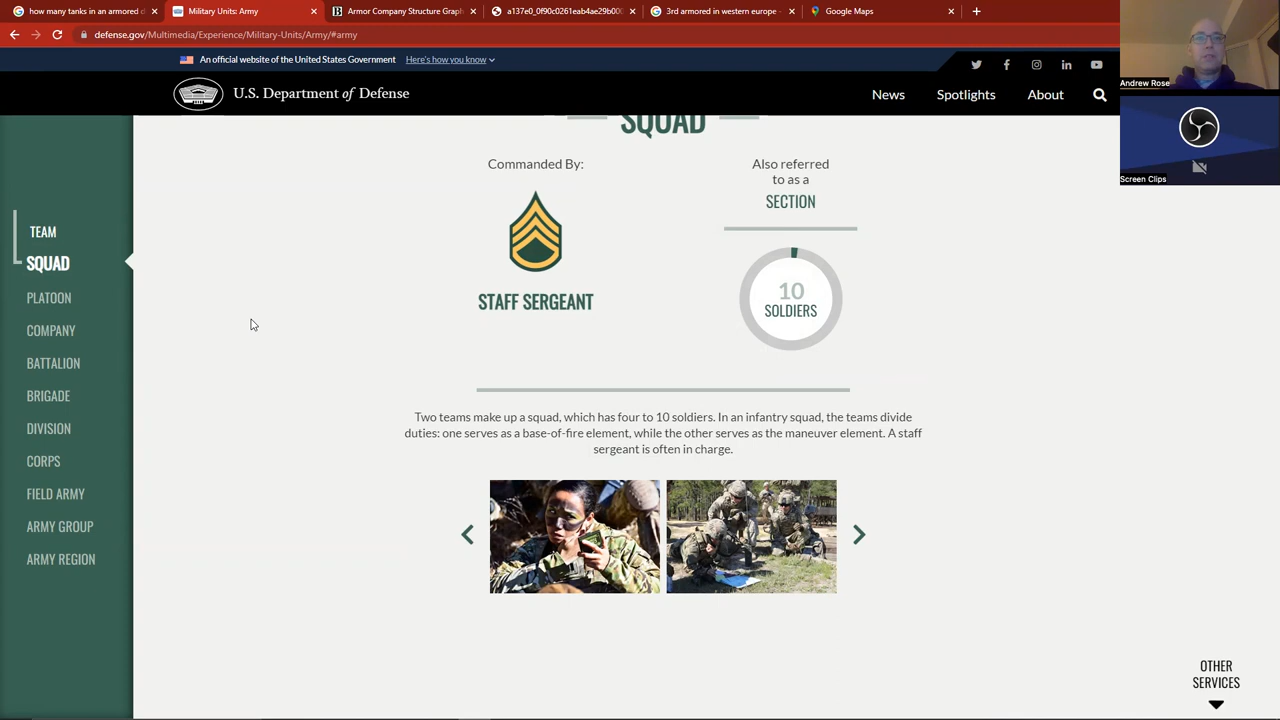 how many tanks in an armored d
Military Units: Army
Armor Company Structure Graph
a137e0_0f90c0261eab4ae29b000
3rd armored in western europe -
Google Maps
defense.gov/Multimedia/Experience/Military-Units/Army/#army
An official website of the United States Government Here's how you know
U.S. Department of Defense
News
Spotlights
About
Andrew Rose
Screen Clips
TEAM
SQUAD
PLATOON
COMPANY
BATTALION
BRIGADE
DIVISION
CORPS
FIELD ARMY
ARMY GROUP
ARMY REGION
SQUAD
Commanded By:
STAFF SERGEANT
Also referred
to as a
SECTION
10
SOLDIERS
Two teams make up a squad, which has four to 10 soldiers. In an infantry squad, the teams divide
duties: one serves as a base-of-fire element, while the other serves as the maneuver element. A staff
sergeant is often in charge.
OTHER
SERVICES